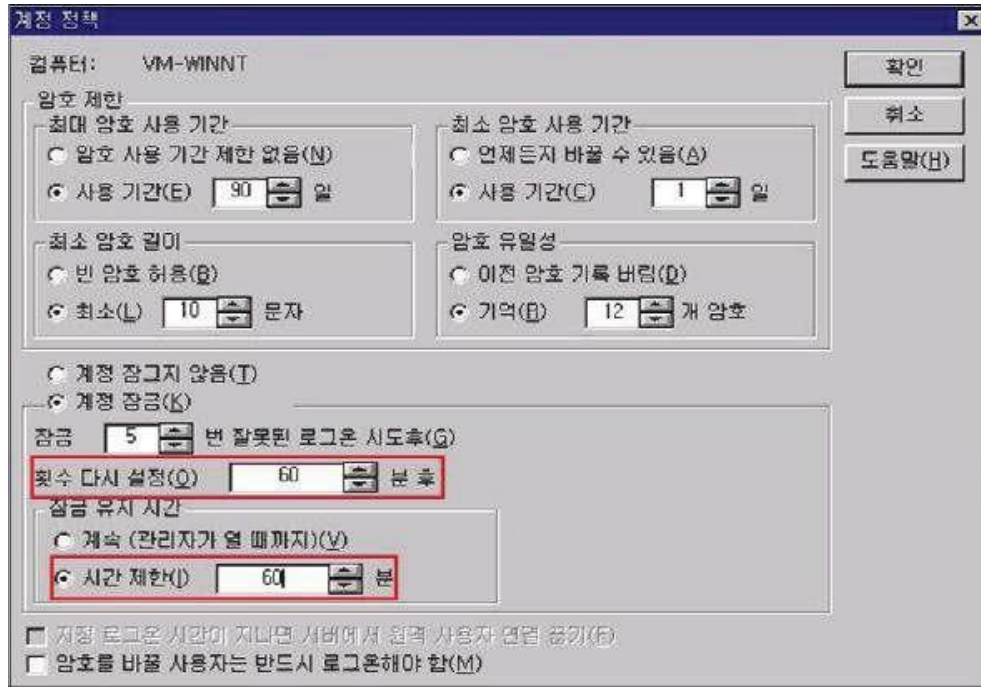 계정 정책
컴퓨터: VM-WINNT
확인
취소
도움말(H)
암호 제한
최대 암호 사용 기간
암호 사용 기간 제한 없음(N)
사용 기간(E) 90 일
최소 암호 사용 기간
언제든지 바꿀 수 있음(A)
사용 기간(C) 1 일
최소 암호 길이
빈 암호 허용(B)
최소(L) 10 문자
암호 유일성
이전 암호 기록 버림(D)
기억(R) 12 개 암호
계정 잠그지 않음(T)
계정 잠금(K)
잠금 5 번 잘못된 로그온 시도후(G)
횟수 다시 설정(O) 60 분 후
잠금 유지 시간
계속 (관리자가 열 때까지)(V)
시간 제한(I) 60 분
지정 로그온 시간이 지나면 서버에서 원격 사용자 연결 끊기(F)
암호를 바꿀 사용자는 반드시 로그온해야 함(M)